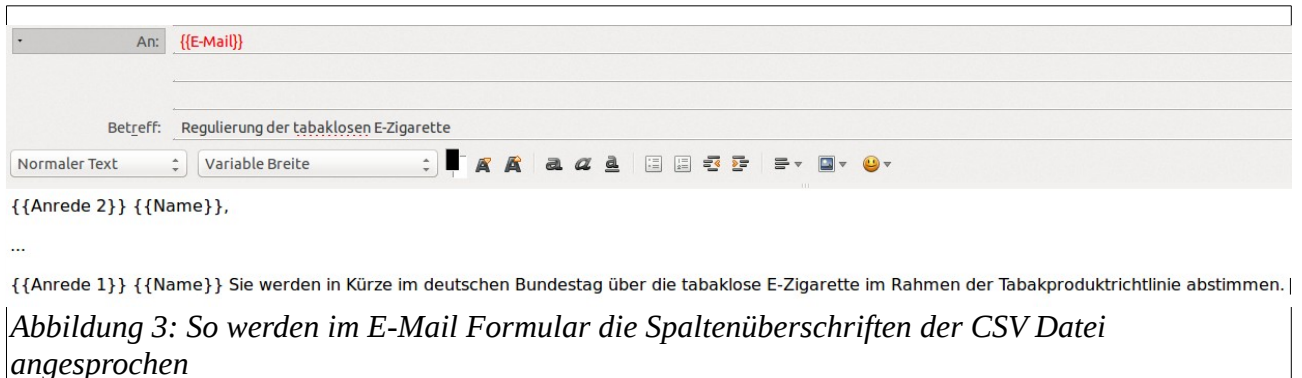 An: {{E-Mail}}
Betreff: Regulierung der tabaklosen E-Zigarette
Normaler Text Variable Breite
{{Anrede 2}} {{Name}},
...
{{Anrede 1}} {{Name}} Sie werden in Kürze im deutschen Bundestag über die tabaklose E-Zigarette im Rahmen der Tabakproduktrichtlinie abstimmen.
Abbildung 3: So werden im E-Mail Formular die Spaltenüberschriften der CSV Datei
angesprochen